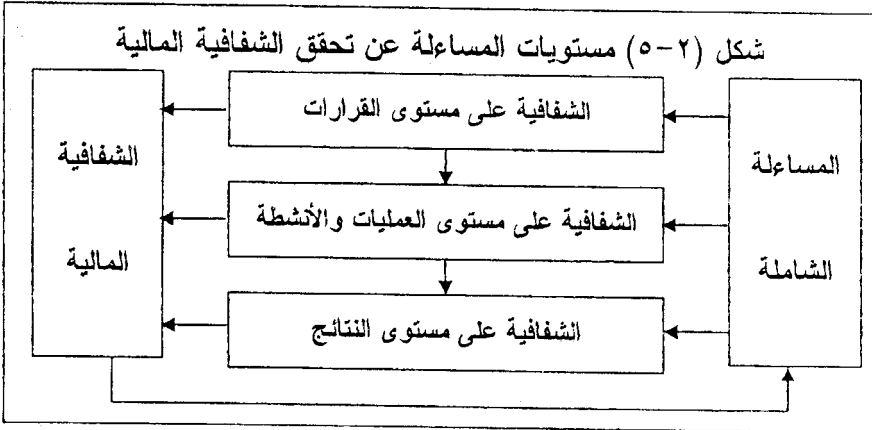 شكل (٢-٥) مستويات المساءلة عن تحقق الشفافية المالية
المساءلة
الشاملة
الشفافية على مستوى القرارات
الشفافية على مستوى العمليات والأنشطة
الشفافية على مستوى النتائج
الشفافية
المالية